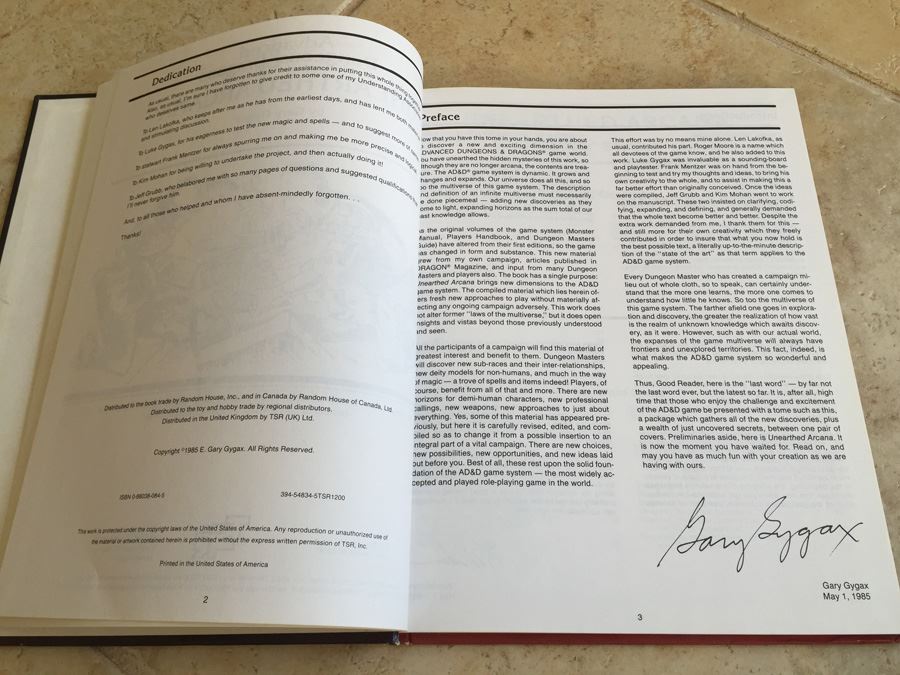 Dedication
As usual, there are many who deserve thanks for their assistance in putting this whole thing
Also, as usual, I'm sure I have forgotten to give credit to some one of my Understanding
who deserves same.
To Len Lakofka, who keeps after me as he has from the earliest days, and has lent me both
and stimulating discussion.
To Luke Gygax, for his eagerness to test the new magic and spells — and to suggest more of
To stalwart Frank Mentzer for always spurring me on and making me be more precise and
To Kim Mohan for being willing to undertake the project, and then actually doing it!
To Jeff Grubb, who belabored me with so many pages of questions and suggested qualifications
I'll never forgive him.
And, to all those who helped and whom I have absent-mindedly forgotten. . .
Thanks!
Distributed to the book trade by Random House, Inc., and in Canada by Random House of Canada, Ltd.
Distributed to the toy and hobby trade by regional distributors.
Distributed in the United Kingdom by TSR (UK) Ltd.
Copyright ©1985 E. Gary Gygax. All Rights Reserved.
ISBN 0-88038-084-5 394-54834-5TSR1200
This work is protected under the copyright laws of the United States of America. Any reproduction or unauthorized use of
the material or artwork contained herein is prohibited without the express written permission of TSR, Inc.
Printed in the United States of America
2
Preface
Now that you have this tome in your hands, you are about
to discover a new and exciting dimension in the
ADVANCED DUNGEONS & DRAGONS® game world.
You have unearthed the hidden mysteries of this work, so
although they are no longer arcana, the contents are
The AD&D® game system is dynamic. It grows and
changes and expands. Our universe does all this, and so
too the multiverse of this game system. The description
and definition of an infinite multiverse must necessarily
be done piecemeal — adding new discoveries as they
come to light, expanding horizons as the sum total of our
vast knowledge allows.
As the original volumes of the game system (Monster
Manual, Players Handbook, and Dungeon Masters
Guide) have altered from their first editions, so the game
has changed in form and substance. This new material
grew from my own campaign, articles published in
DRAGON® Magazine, and input from many Dungeon
Masters and players also. The book has a single purpose:
Unearthed Arcana brings new dimensions to the AD&D
game system. The compiled material which lies herein of-
fers fresh new approaches to play without materially af-
fecting any ongoing campaign adversely. This work does
not alter former "laws of the multiverse," but it does open
insights and vistas beyond those previously understood
and seen.
All the participants of a campaign will find this material of
greatest interest and benefit to them. Dungeon Masters
will discover new sub-races and their inter-relationships,
new deity models for non-humans, and much in the way
of magic — a trove of spells and items indeed! Players, of
course, benefit from all of that and more. There are new
horizons for demi-human characters, new professional
callings, new weapons, new approaches to just about
everything. Yes, some of this material has appeared pre-
viously, but here it is carefully revised, edited, and com-
piled so as to change it from a possible insertion to an
integral part of a vital campaign. There are new choices,
new possibilities, new opportunities, and new ideas laid
out before you. Best of all, these rest upon the solid foun-
dation of the AD&D game system — the most widely ac-
cepted and played role-playing game in the world.
This effort was by no means mine alone. Len Lakofka, as
usual, contributed his part. Roger Moore is a name which
all devotees of the game know, and he also added to this
work. Luke Gygax was invaluable as a sounding-board
and playtester. Frank Mentzer was on hand from the be-
ginning to test and try my thoughts and ideas, to bring his
own creativity to the whole, and to assist in making this a
far better effort than originally conceived. Once the ideas
were compiled, Jeff Grubb and Kim Mohan went to work
on the manuscript. These two insisted on clarifying, codi-
fying, expanding, and defining, and generally demanded
that the whole text become better and better. Despite the
extra work demanded from me, I thank them for this —
and still more for their own creativity which they freely
contributed in order to insure that what you now hold is
the best possible text, a literally up-to-the-minute descrip-
tion of the "state of the art" as that term applies to the
AD&D game system.
Every Dungeon Master who has created a campaign mi-
lieu out of whole cloth, so to speak, can certainly under-
stand that the more one learns, the more one comes to
understand how little he knows. So too the multiverse of
this game system. The farther afield one goes in explora-
tion and discovery, the greater the realization of how vast
is the realm of unknown knowledge which awaits discov-
ery, as it were. However, such as with our actual world,
the expanses of the game multiverse will always have
frontiers and unexplored territories. This fact, indeed, is
what makes the AD&D game system so wonderful and
appealing.
Thus, Good Reader, here is the "last word" — by far not
the last word ever, but the latest so far. It is, after all, high
time that those who enjoy the challenge and excitement
of the AD&D game be presented with a tome such as this,
a package which gathers all of the new discoveries, plus
a wealth of just uncovered secrets, between one pair of
covers. Preliminaries aside, here is Unearthed Arcana. It
is now the moment you have waited for. Read on, and
may you have as much fun with your creation as we are
having with ours.
Gary Gygax
Gary Gygax
May 1, 1985
3